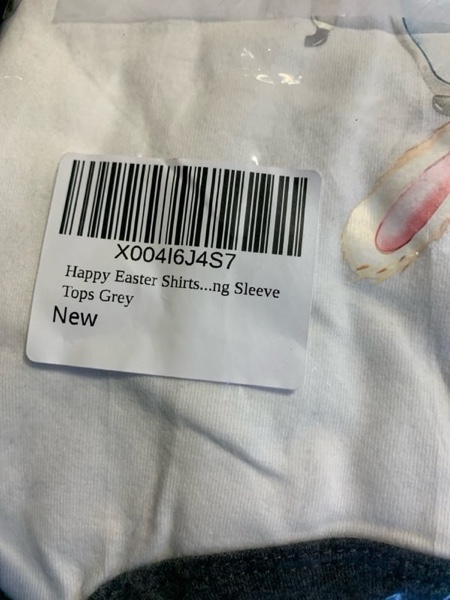 X004I6J4S7
Happy Easter Shirts...ng Sleeve
Tops Grey
New